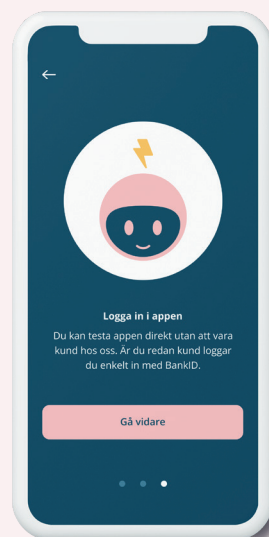 Logga in i appen
Du kan testa appen direkt utan att vara
kund hos oss. Är du redan kund loggar
du enkelt in med BankID.
Gå vidare